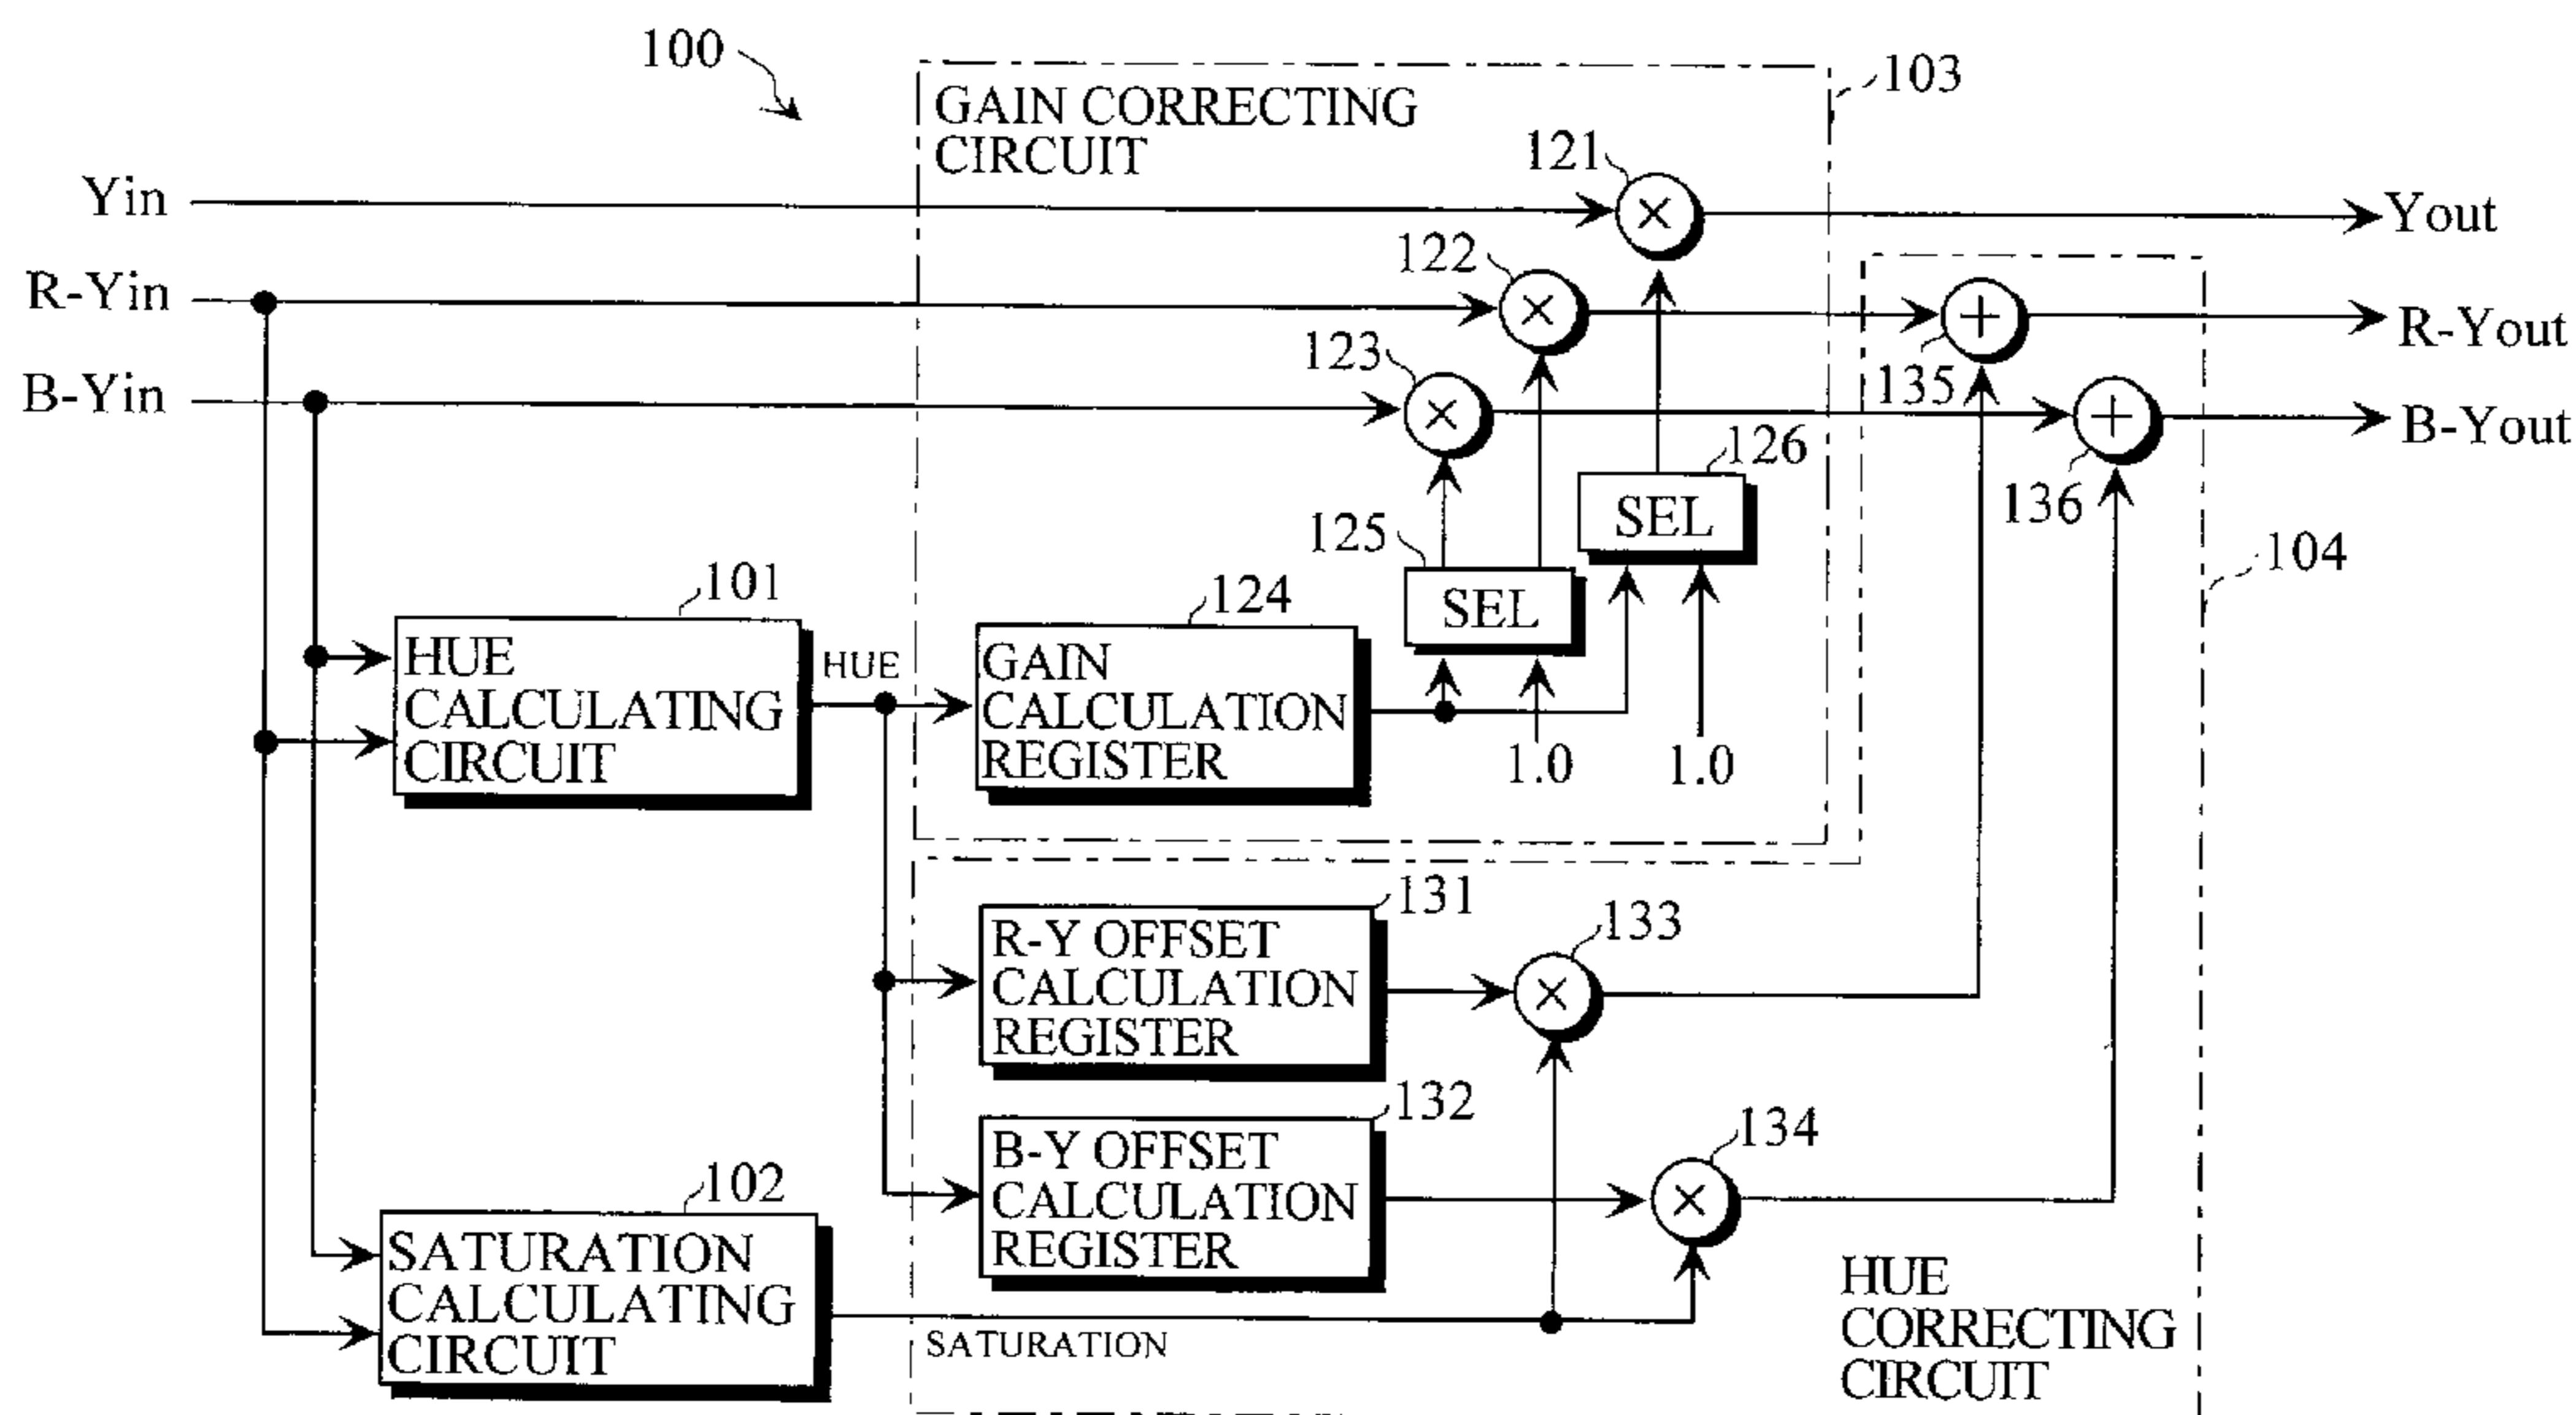 100
103
GAIN CORRECTING
CIRCUIT
121
Yin
×
Yout
122
R-Yin
×
+
R-Yout
123
135
B-Yin
×
+
B-Yout
126
136
SEL
125
104
101
124
SEL
HUE
CALCULATING
CIRCUIT
HUE
GAIN
CALCULATION
REGISTER
1.0
1.0
131
R-Y OFFSET
CALCULATION
REGISTER
133
×
132
B-Y OFFSET
CALCULATION
REGISTER
134
×
102
SATURATION
CALCULATING
CIRCUIT
SATURATION
HUE
CORRECTING
CIRCUIT